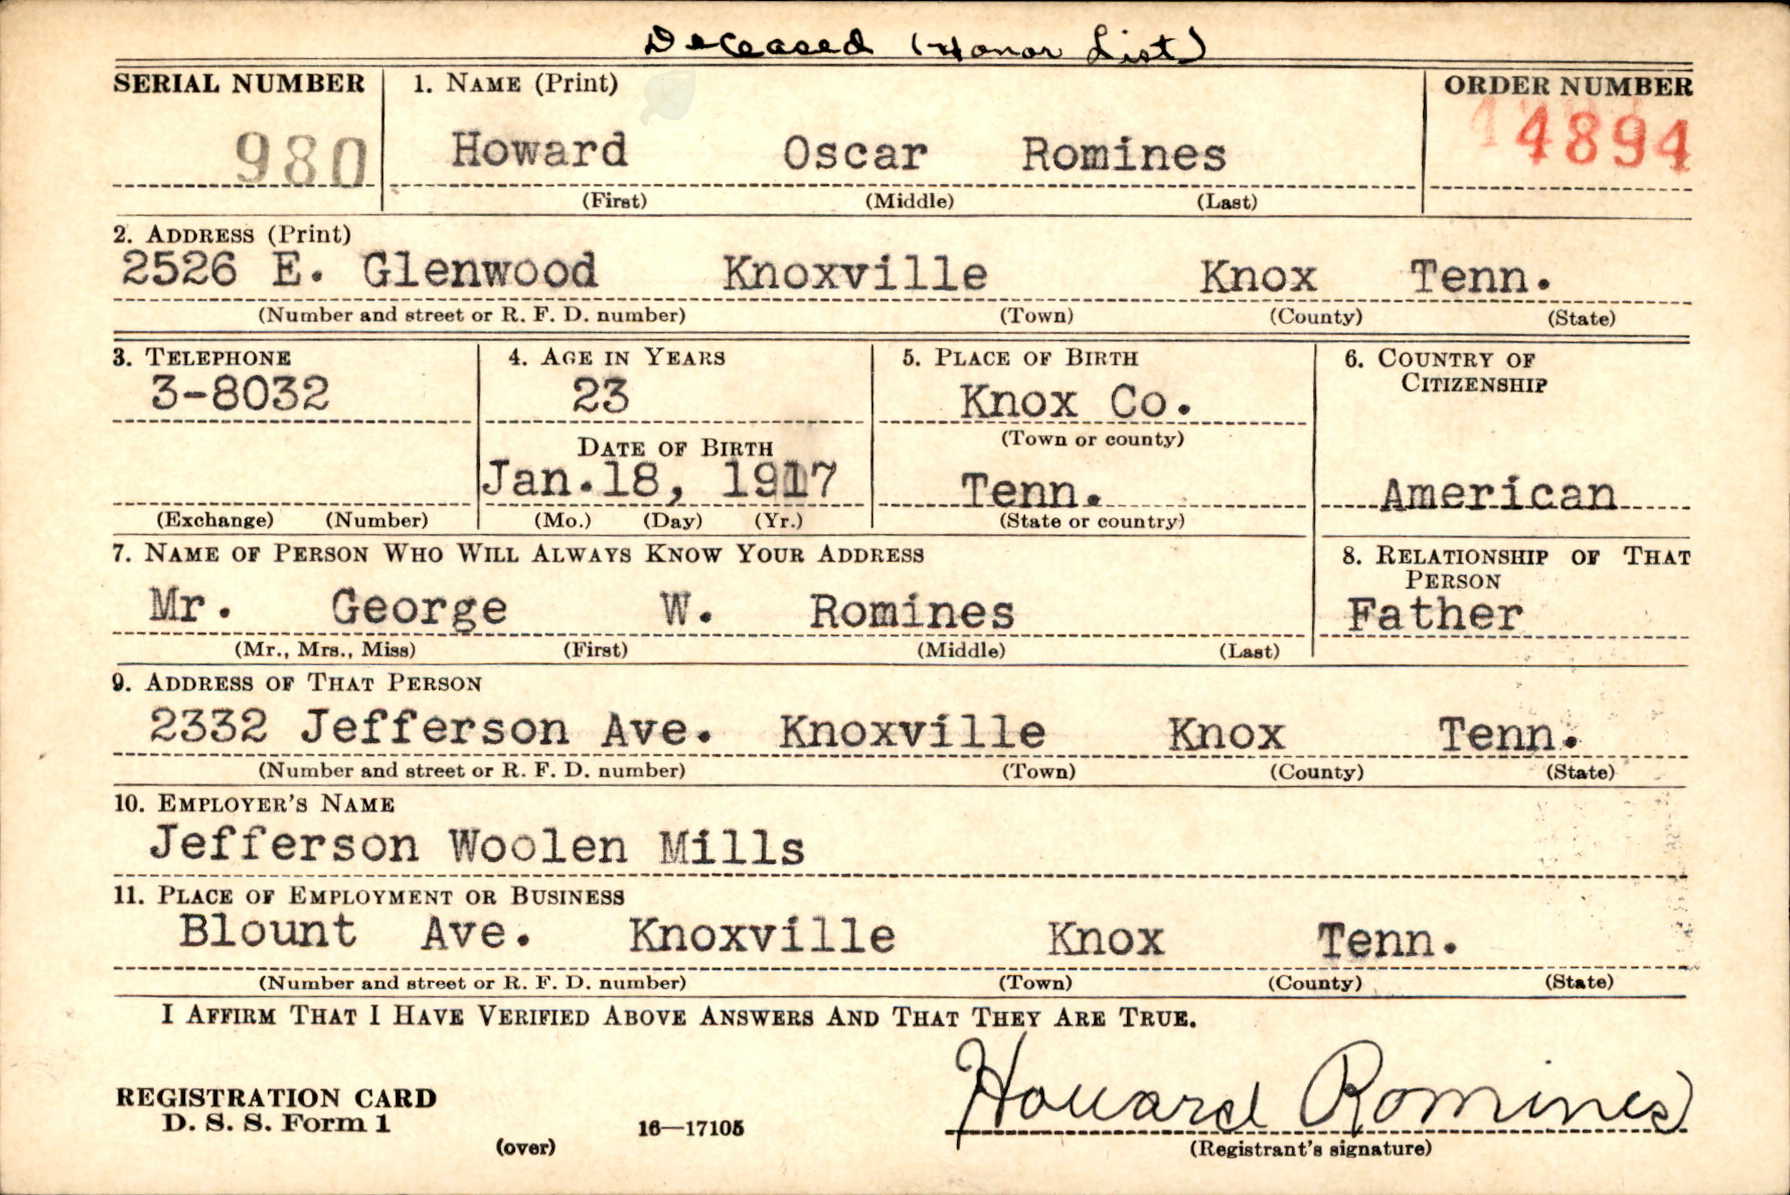 Deceased (Honor List)
SERIAL NUMBER 1. NAME (Print) ORDER NUMBER
980 Howard Oscar Romines 4894
(First) (Middle) (Last)
2. ADDRESS (Print)
2526 E. Glenwood Knoxville Knox Tenn.
(Number and street or R. F. D. number) (Town) (County) (State)
3. TELEPHONE 4. AGE IN YEARS 5. PLACE OF BIRTH 6. COUNTRY OF
CITIZENSHIP
3-8032 23 Knox Co.
DATE OF BIRTH (Town or county)
Jan.18, 1917 Tenn. American
(Exchange) (Number) (Mo.) (Day) (Yr.) (State or country)
7. NAME OF PERSON WHO WILL ALWAYS KNOW YOUR ADDRESS 8. RELATIONSHIP OF THAT
PERSON
Mr. George W. Romines Father
(Mr., Mrs., Miss) (First) (Middle) (Last)
9. ADDRESS OF THAT PERSON
2332 Jefferson Ave. Knoxville Knox Tenn.
(Number and street or R. F. D. number) (Town) (County) (State)
10. EMPLOYER'S NAME
Jefferson Woolen Mills
11. PLACE OF EMPLOYMENT OR BUSINESS
Blount Ave. Knoxville Knox Tenn.
(Number and street or R. F. D. number) (Town) (County) (State)
I AFFIRM THAT I HAVE VERIFIED ABOVE ANSWERS AND THAT THEY ARE TRUE.
REGISTRATION CARD Howard Romines
D. S. S. Form 1 16—17105
(over) (Registrant's signature)